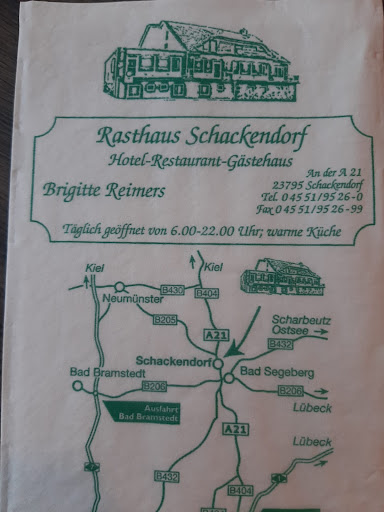 Rasthaus Schackendorf
Hotel-Restaurant-Gästehaus
Brigitte Reimers
An der A 21
23795 Schackendorf
Tel. 0 45 51/95 26-0
Fax 0 45 51/95 26-99
Täglich geöffnet von 6.00-22.00 Uhr; warme Küche
Kiel
Kiel
Neumünster
B430
B404
B205
A21
Scharbeutz
Ostsee
B432
Schackendorf
Bad Bramstedt
Bad Segeberg
B206
B206
Lübeck
Ausfahrt
Bad Bramstedt
A21
Lübeck
B432
B404